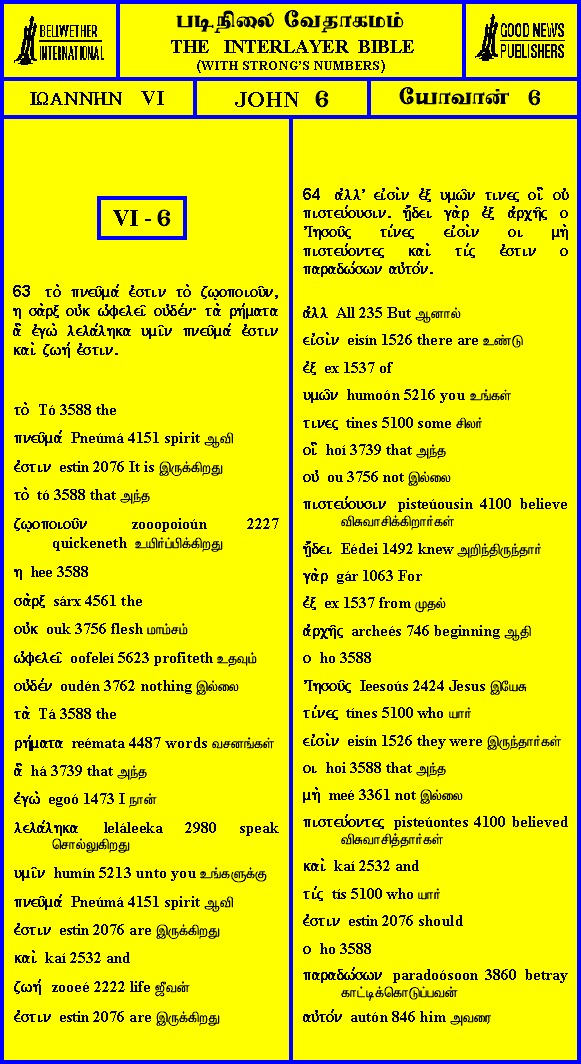 BELIWETHER
INTERNATIONAL
படிநிலை வேதாகமம்
THE INTERLAYER BIBLE
(WITH STRONG'S NUMBERS)
GOOD NEWS
PUBLISHERS
ΙΩΑΝΝΗΝ VI
JOHN 6
யோவான் 6
VI - 6
63 τὸ πνεῦμά ἐστιν τὸ ζῳοποιοῦν,
η σὰρξ οὐκ ὠφελεῖ οὐδέν· τὰ ρήματα
ἃ ἐγὼ λελάληκα υμῖν πνεῦμά ἐστιν
καὶ ζωή ἐστιν.
τὸ Tó 3588 the
πνεῦμά Pneúmá 4151 spirit ஆவி
ἐστιν estin 2076 It is இருக்கிறது
τὸ tó 3588 that அந்த
ζῳοποιοῦν zooopoioún 2227
quickeneth உயிர்ப்பிக்கிறது
η hee 3588
σὰρξ sárx 4561 the
οὐκ ouk 3756 flesh மாம்சம்
ὠφελεῖ oofeleí 5623 profiteth உதவும்
οὐδέν oudén 3762 nothing இல்லை
τὰ Tá 3588 the
ρήματα reémata 4487 words வசனங்கள்
ἃ há 3739 that அந்த
ἐγὼ egoó 1473 I நான்
λελάληκα leláleeka 2980 speak
சொல்லுகிறது
υμῖν humín 5213 unto you உங்களுக்கு
πνεῦμά Pneúmá 4151 spirit ஆவி
ἐστιν estin 2076 are இருக்கிறது
καὶ kaí 2532 and
ζωή zooeé 2222 life ஜீவன்
ἐστιν estin 2076 are இருக்கிறது
64 ἀλλ' εἰσὶν ἐξ υμῶν τινες οἳ οὐ
πιστεύουσιν. ᾔδει γὰρ ἐξ ἀρχῆς ο
Ἰησοῦς τίνες εἰσὶν οι μὴ
πιστεύοντες καὶ τίς ἐστιν ο
παραδώσων αὐτόν.
ἀλλ All 235 But ஆனால்
εἰσὶν eisín 1526 there are உண்டு
ἐξ ex 1537 of
υμῶν humoón 5216 you உங்கள்
τινες tines 5100 some சிலர்
οἳ hoí 3739 that அந்த
οὐ ou 3756 not இல்லை
πιστεύουσιν pisteúousin 4100 believe
விசுவாசிக்கிறார்கள்
ᾔδει Eédei 1492 knew அறிந்திருந்தார்
γὰρ gár 1063 For
ἐξ ex 1537 from முதல்
ἀρχῆς archeés 746 beginning ஆதி
ο ho 3588
Ἰησοῦς Ieesoús 2424 Jesus இயேசு
τίνες tínes 5100 who யார்
εἰσὶν eisín 1526 they were இருந்தார்கள்
οι hoi 3588 that அந்த
μὴ meé 3361 not இல்லை
πιστεύοντες pisteúontes 4100 believed
விசுவாசித்தார்கள்
καὶ kaí 2532 and
τίς tís 5100 who யார்
ἐστιν estin 2076 should
ο ho 3588
παραδώσων paradoósoon 3860 betray
காட்டிக்கொடுப்பவன்
αὐτόν autón 846 him அவரை